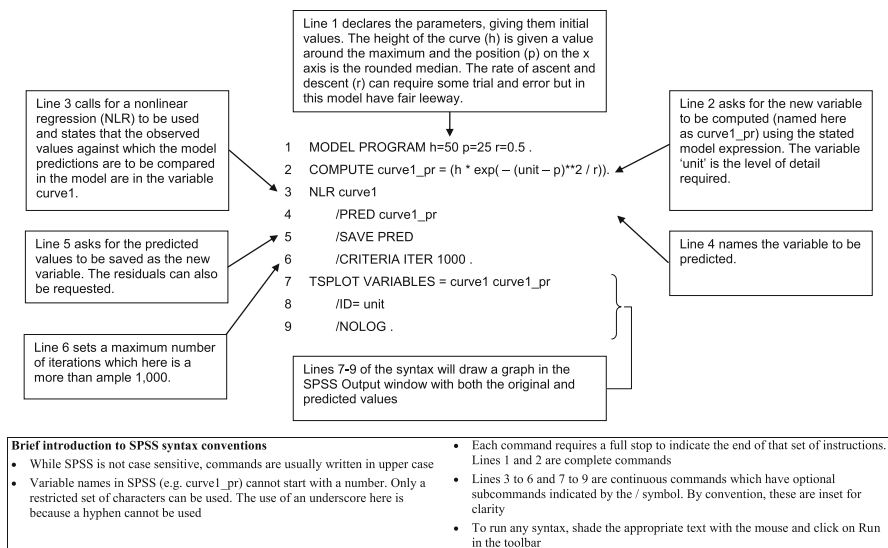 Line 1 declares the parameters, giving them initial
values. The height of the curve (h) is given a value
around the maximum and the position (p) on the x
axis is the rounded median. The rate of ascent and
descent (r) can require some trial and error but in
this model have fair leeway.
Line 3 calls for a nonlinear
regression (NLR) to be used
and states that the observed
values against which the model
predictions are to be compared
in the model are in the variable
curve1.
Line 2 asks for the new variable
to be computed (named here
as curve1_pr) using the stated
model expression. The variable
‘unit’ is the level of detail
required.
1 MODEL PROGRAM h=50 p=25 r=0.5 .
2 COMPUTE curve1_pr = (h * exp( – (unit – p)**2 / r)).
3 NLR curve1
4 /PRED curve1_pr
5 /SAVE PRED
6 /CRITERIA ITER 1000 .
7 TSPLOT VARIABLES = curve1 curve1_pr
8 /ID= unit
9 /NOLOG .
Line 5 asks for the predicted
values to be saved as the new
variable. The residuals can also
be requested.
Line 4 names the variable to be
predicted.
Line 6 sets a maximum number
of iterations which here is a
more than ample 1,000.
Lines 7-9 of the syntax will draw a graph in the
SPSS Output window with both the original and
predicted values
Brief introduction to SPSS syntax conventions
• While SPSS is not case sensitive, commands are usually written in upper case
• Variable names in SPSS (e.g. curve1_pr) cannot start with a number. Only a
restricted set of characters can be used. The use of an underscore here is
because a hyphen cannot be used
• Each command requires a full stop to indicate the end of that set of instructions.
Lines 1 and 2 are complete commands
• Lines 3 to 6 and 7 to 9 are continuous commands which have optional
subcommands indicated by the / symbol. By convention, these are inset for
clarity
• To run any syntax, shade the appropriate text with the mouse and click on Run
in the toolbar